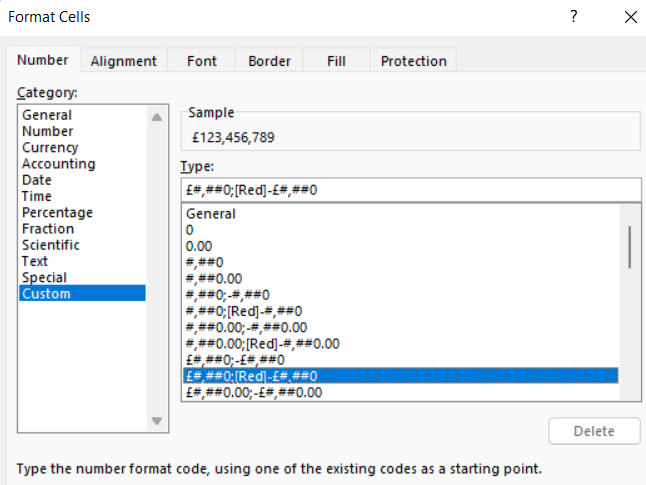 Format Cells ? ×
Number Alignment Font Border Fill Protection
Category:
General
Number
Currency
Accounting
Date
Time
Percentage
Fraction
Scientific
Text
Special
Custom
Sample
£123,456,789
Type:
£#,##0;[Red]-£#,##0
General
0
0.00
#,##0
#,##0.00
#,##0;-#,##0
#,##0;[Red]-#,##0
#,##0.00;-#,##0.00
#,##0.00;[Red]-#,##0.00
£#,##0;-£#,##0
£#,##0;[Red]-£#,##0
£#,##0.00;-£#,##0.00
Delete
Type the number format code, using one of the existing codes as a starting point.